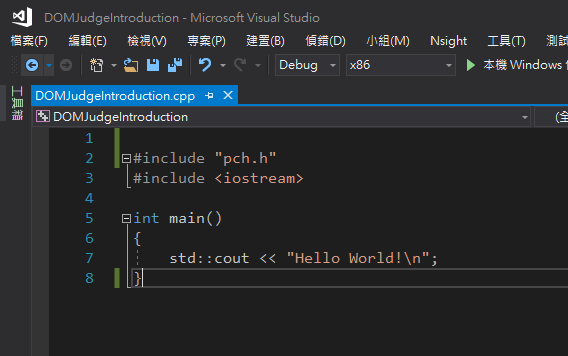 DOMJudgeIntroduction - Microsoft Visual Studio
檔案(F) 編輯(E) 檢視(V) 專案(P) 建置(B) 偵錯(D) 小組(M) Nsight 工具(T) 測試
Debug x86 本機 Windows
工具箱
DOMJudgeIntroduction.cpp
DOMJudgeIntroduction (全
1
2 #include "pch.h"
3 #include <iostream>
4
5 int main()
6 {
7 std::cout << "Hello World!\n";
8 }